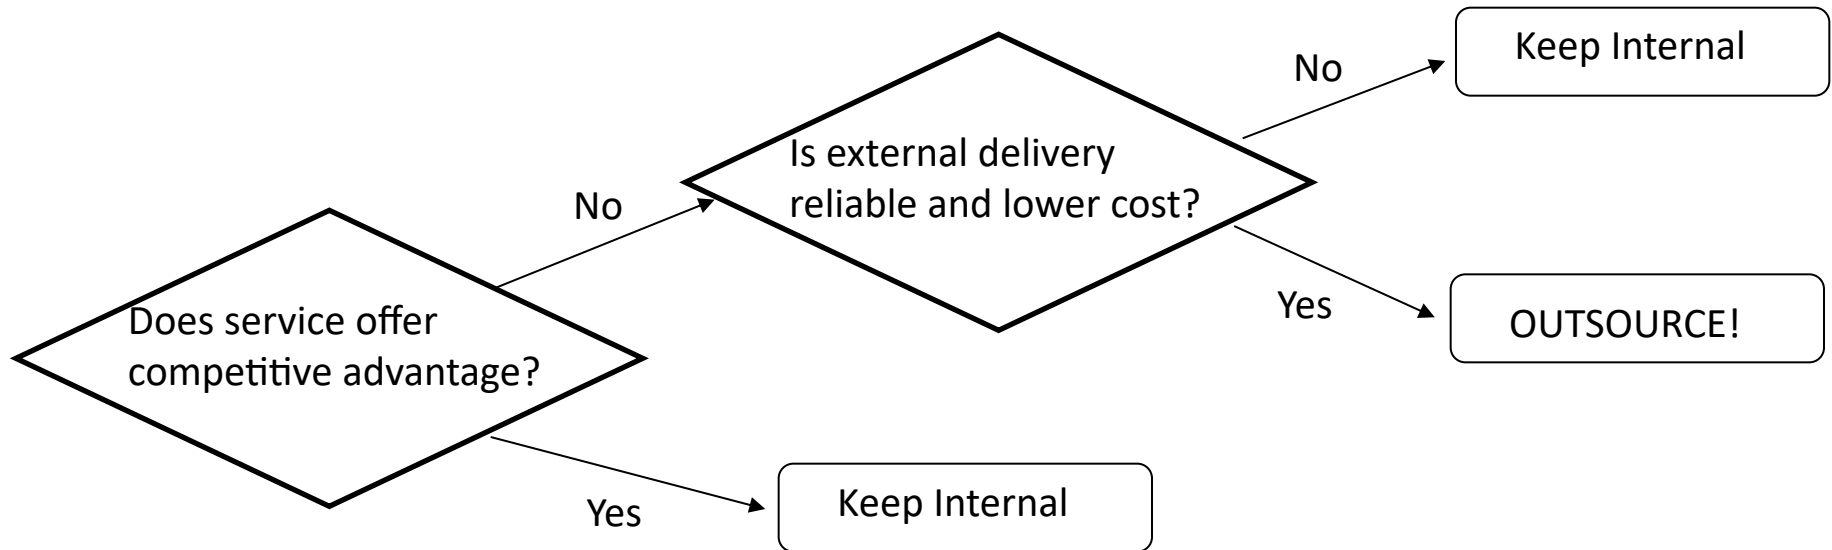 Does service offer
competitive advantage?
No
Is external delivery
reliable and lower cost?
No
Keep Internal
Yes
OUTSOURCE!
Yes
Keep Internal